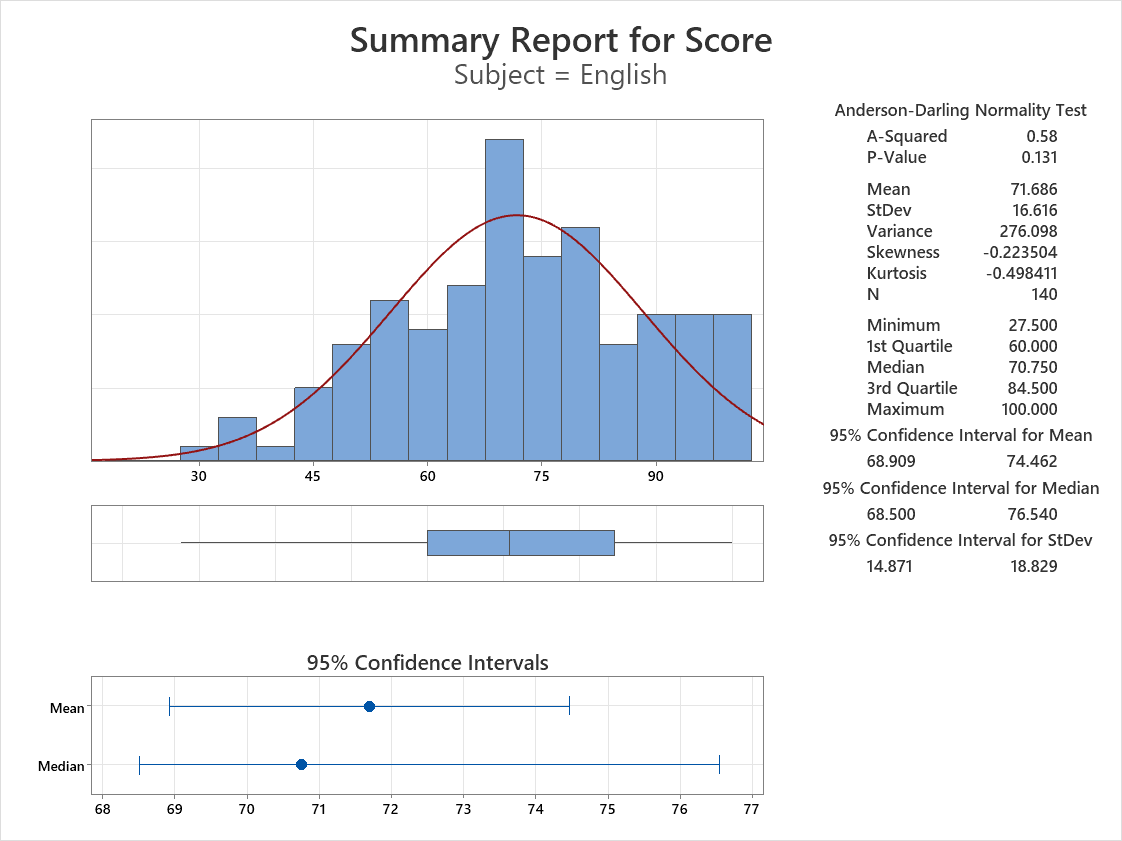 Summary Report for Score
Subject = English
30 45 60 75 90
95% Confidence Intervals
Mean
Median
68 69 70 71 72 73 74 75 76 77
Anderson-Darling Normality Test
A-Squared 0.58
P-Value 0.131
Mean 71.686
StDev 16.616
Variance 276.098
Skewness -0.223504
Kurtosis -0.498411
N 140
Minimum 27.500
1st Quartile 60.000
Median 70.750
3rd Quartile 84.500
Maximum 100.000
95% Confidence Interval for Mean
68.909 74.462
95% Confidence Interval for Median
68.500 76.540
95% Confidence Interval for StDev
14.871 18.829